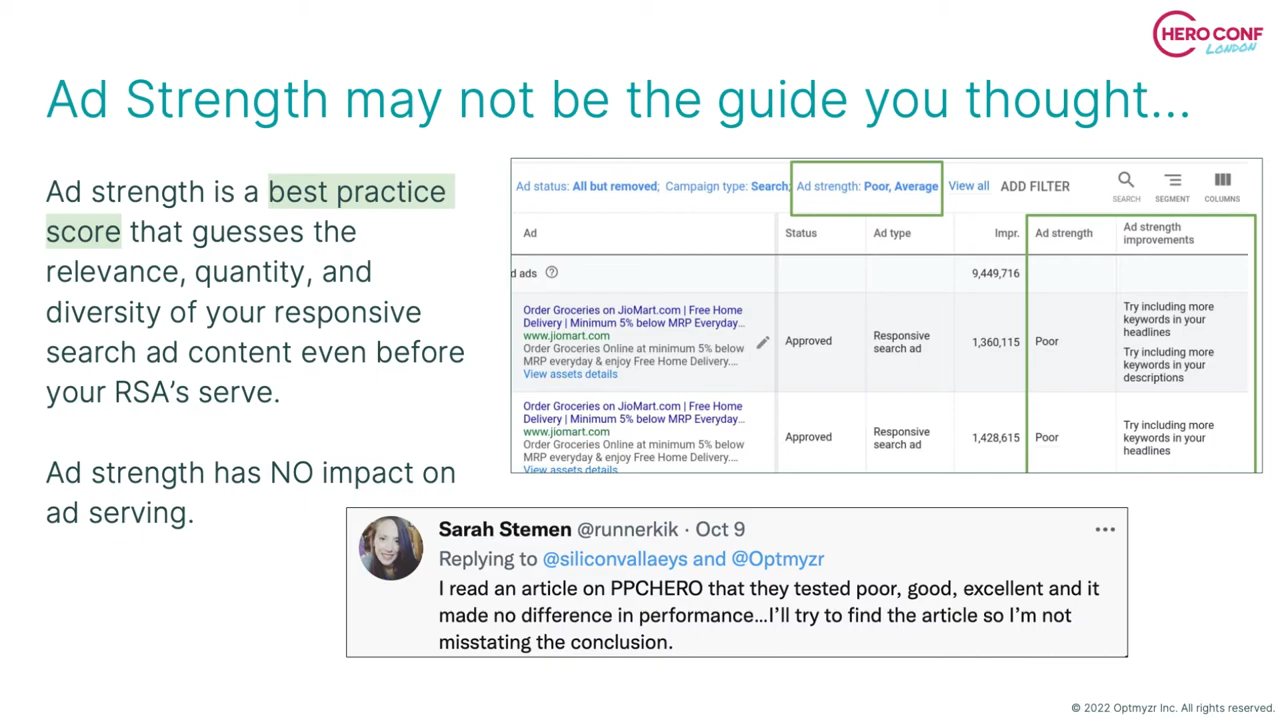 HERO CONF
LONDON
Ad Strength may not be the guide you thought...
Ad strength is a best practice
score that guesses the
relevance, quantity, and
diversity of your responsive
search ad content even before
your RSA's serve.
Ad strength has NO impact on
ad serving.
Ad status: All but removed; Campaign type: Search; Ad strength: Poor, Average View all ADD FILTER
SEARCH SEGMENT COLUMNS
Ad Status Ad type Impr. Ad strength Ad strength
improvements
d ads 9,449,716
Order Groceries on JioMart.com | Free Home
Delivery | Minimum 5% below MRP Everyday...
www.jiomart.com
Order Groceries Online at minimum 5% below
MRP everyday & enjoy Free Home Delivery....
View assets details
Approved
Responsive
search ad
1,360,115
Poor
Try including more
keywords in your
headlines
Try including more
keywords in your
descriptions
Order Groceries on JioMart.com | Free Home
Delivery | Minimum 5% below MRP Everyday...
www.jiomart.com
Order Groceries Online at minimum 5% below
MRP everyday & enjoy Free Home Delivery....
View assets details
Approved
Responsive
search ad
1,428,615
Poor
Try including more
keywords in your
headlines
Sarah Stemen @runnerkik · Oct 9
Replying to @siliconvallaeys and @Optmyzr
I read an article on PPCHERO that they tested poor, good, excellent and it
made no difference in performance...I'll try to find the article so I'm not
misstating the conclusion.
© 2022 Optmyzr Inc. All rights reserved.